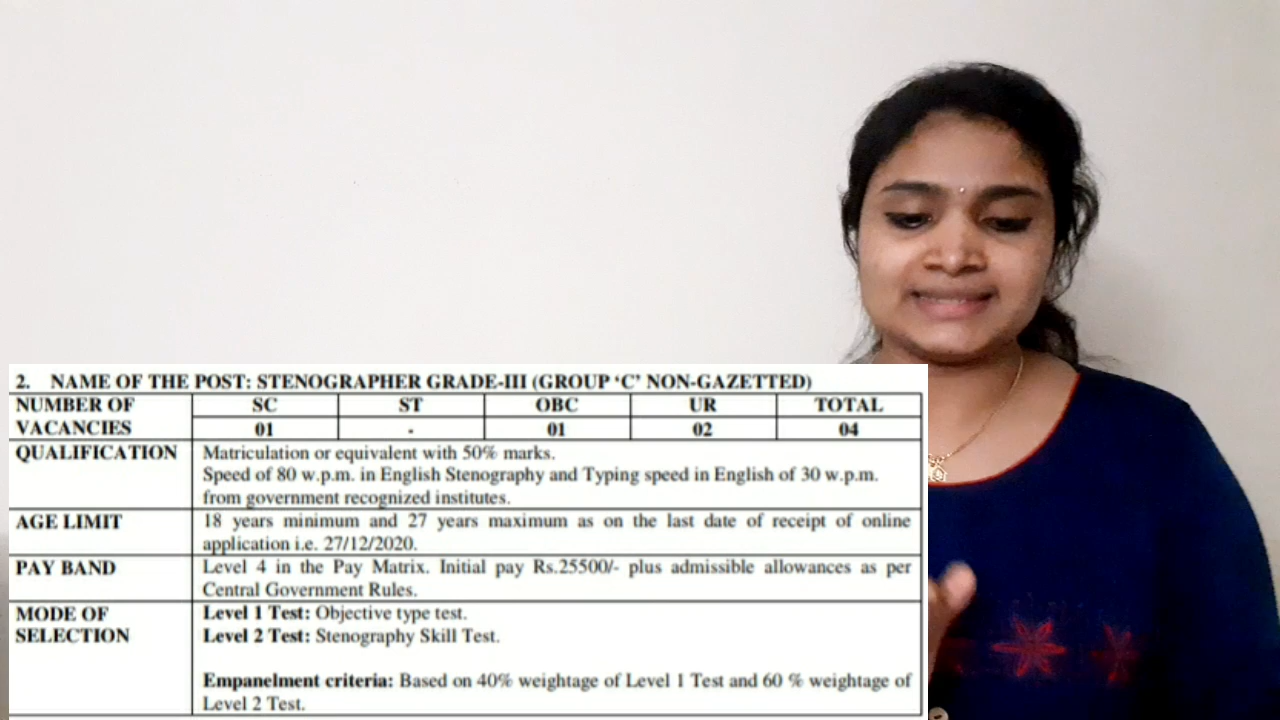 2. NAME OF THE POST: STENOGRAPHER GRADE-III (GROUP ‘C’ NON-GAZETTED)
NUMBER OF VACANCIES
SC ST OBC UR TOTAL
01 - 01 02 04
QUALIFICATION
Matriculation or equivalent with 50% marks.
Speed of 80 w.p.m. in English Stenography and Typing speed in English of 30 w.p.m.
from government recognized institutes.
AGE LIMIT
18 years minimum and 27 years maximum as on the last date of receipt of online
application i.e. 27/12/2020.
PAY BAND
Level 4 in the Pay Matrix. Initial pay Rs.25500/- plus admissible allowances as per
Central Government Rules.
MODE OF
SELECTION
Level 1 Test: Objective type test.
Level 2 Test: Stenography Skill Test.
Empanelment criteria: Based on 40% weightage of Level 1 Test and 60 % weightage of
Level 2 Test.